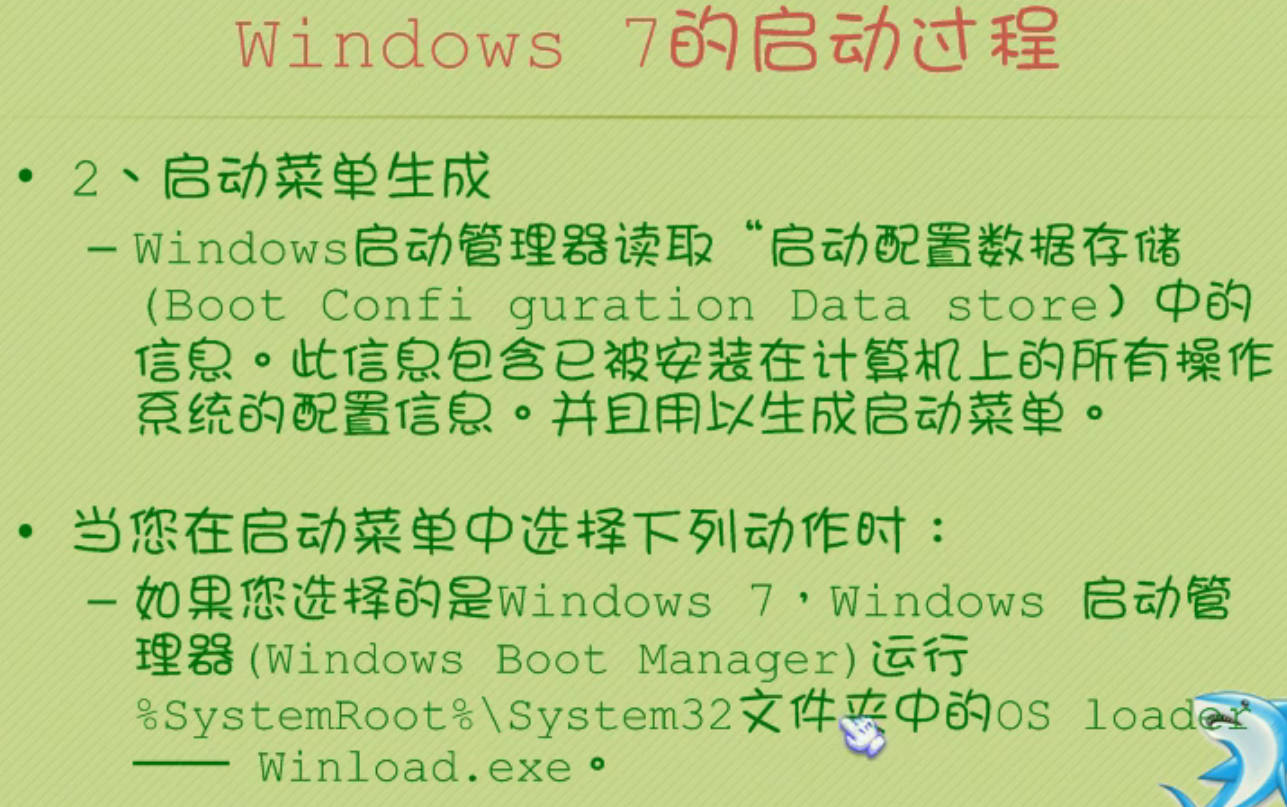 Windows 7的启动过程
• 2、启动菜单生成
– Windows启动管理器读取“启动配置数据存储
(Boot Confi guration Data store）中的
信息。此信息包含已被安装在计算机上的所有操作
系统的配置信息。并且用以生成启动菜单。
• 当您在启动菜单中选择下列动作时：
– 如果您选择的是Windows 7，Windows 启动管
理器(Windows Boot Manager)运行
%SystemRoot%\System32文件夹中的OS loader
—— Winload.exe。